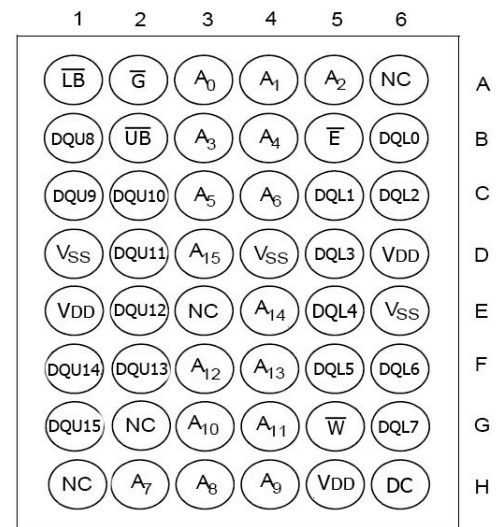 1 2 3 4 5 6
L̅B̅ G̅ A₀ A₁ A₂ NC A
DQU8 U̅B̅ A₃ A₄ E̅ DQL0 B
DQU9 DQU10 A₅ A₆ DQL1 DQL2 C
VSS DQU11 A₁₅ VSS DQL3 VDD D
VDD DQU12 NC A₁₄ DQL4 VSS E
DQU14 DQU13 A₁₂ A₁₃ DQL5 DQL6 F
DQU15 NC A₁₀ A₁₁ W̅ DQL7 G
NC A₇ A₈ A₉ VDD DC H